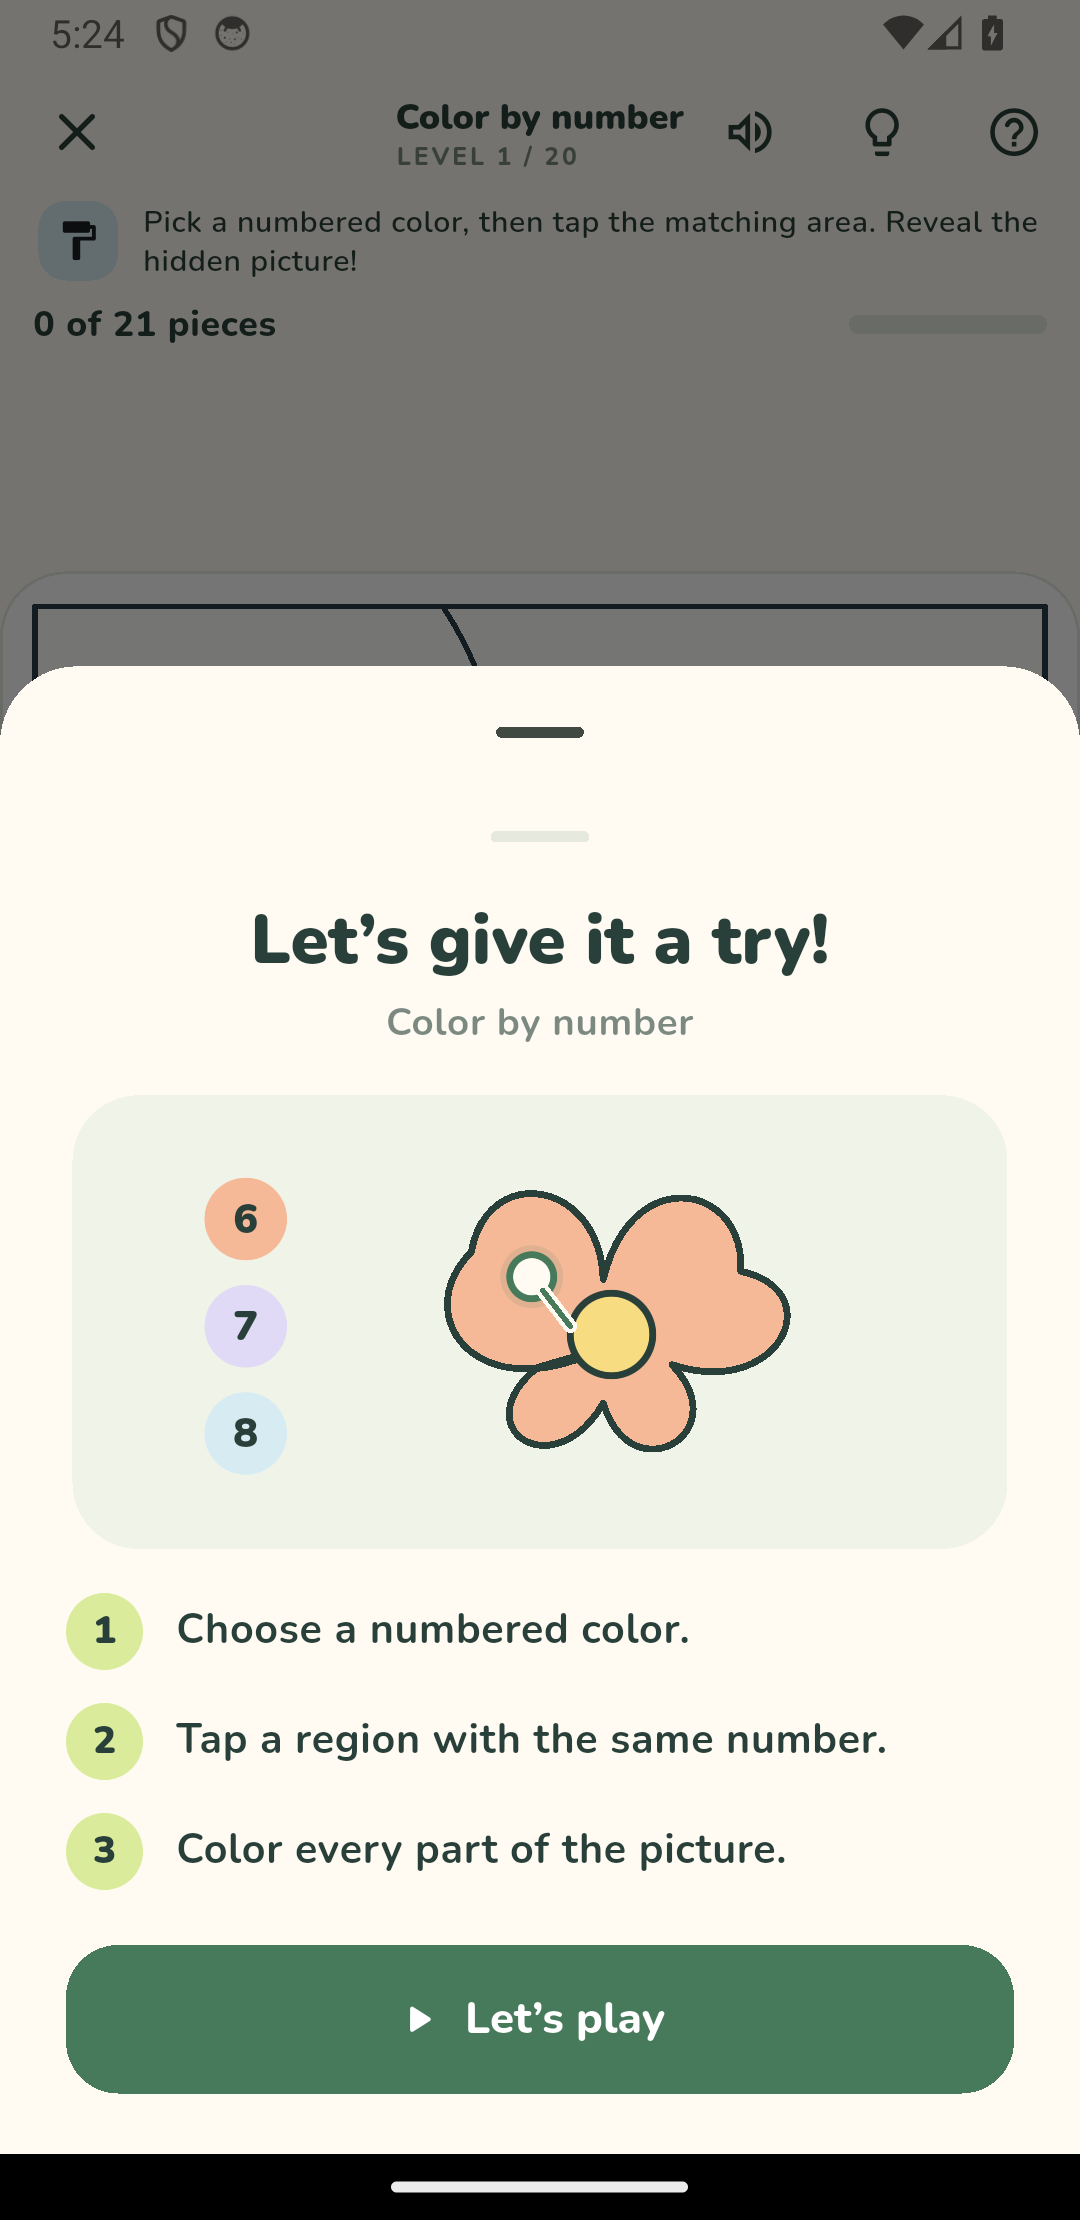 5:24
Color by number
LEVEL 1 / 20
Pick a numbered color, then tap the matching area. Reveal the
hidden picture!
0 of 21 pieces
Let’s give it a try!
Color by number
6
7
8
1 Choose a numbered color.
2 Tap a region with the same number.
3 Color every part of the picture.
Let’s play